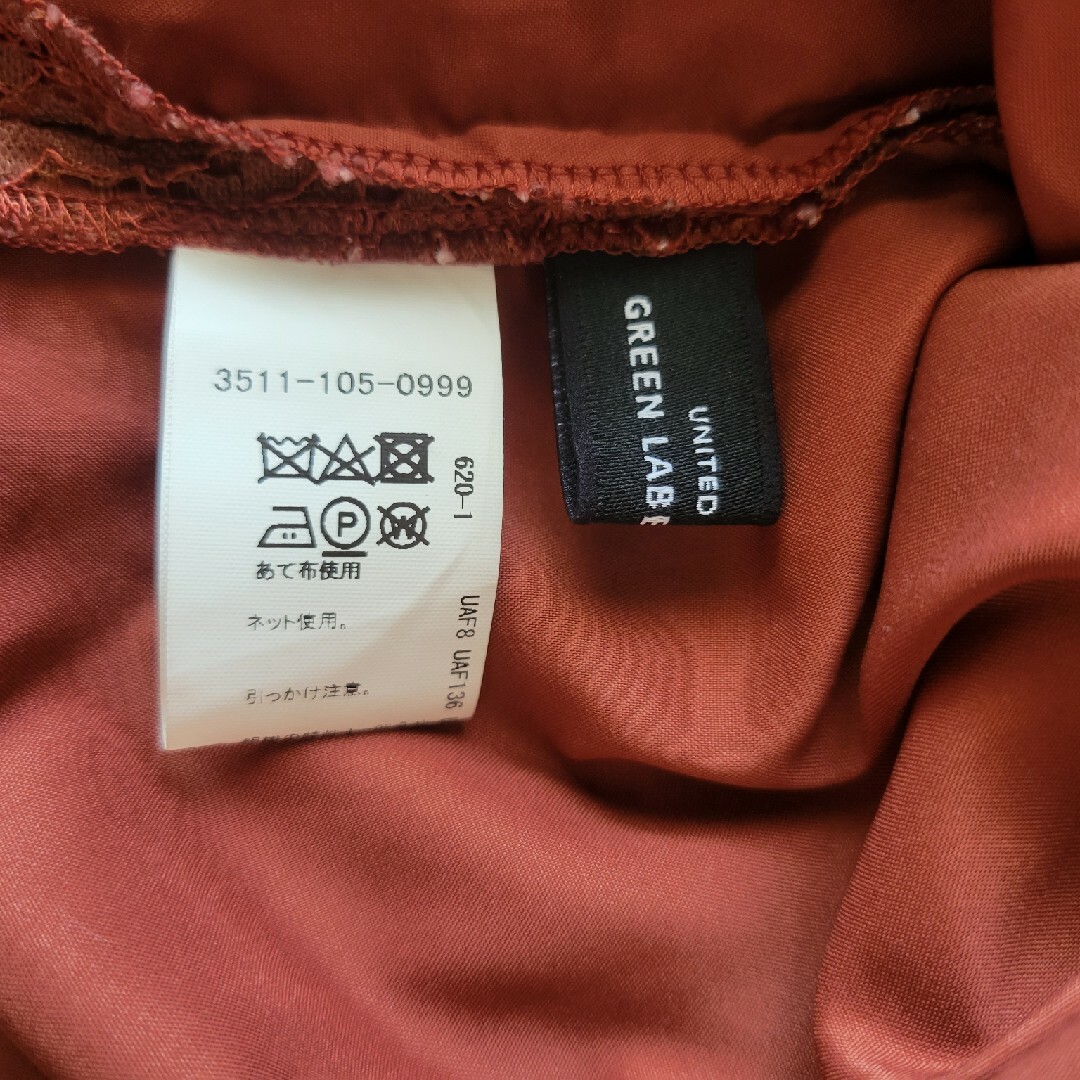 3511-105-0999
620-1
P
W
あて布使用
ネット使用。
引っかけ注意。
UAF8 UAF136
GREEN LAB
UNITED